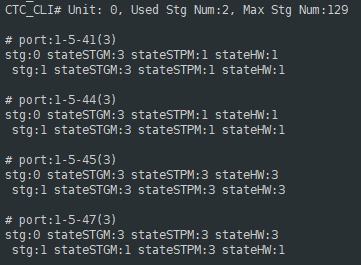 CTC_CLI# Unit: 0, Used Stg Num:2, Max Stg Num:129
# port:1-5-41(3)
stg:0 stateSTGM:3 stateSTPM:1 stateHW:1
stg:1 stateSTGM:3 stateSTPM:1 stateHW:1
# port:1-5-44(3)
stg:0 stateSTGM:3 stateSTPM:1 stateHW:1
stg:1 stateSTGM:3 stateSTPM:1 stateHW:1
# port:1-5-45(3)
stg:0 stateSTGM:3 stateSTPM:3 stateHW:3
stg:1 stateSTGM:3 stateSTPM:3 stateHW:3
# port:1-5-47(3)
stg:0 stateSTGM:3 stateSTPM:3 stateHW:3
stg:1 stateSTGM:1 stateSTPM:3 stateHW:1